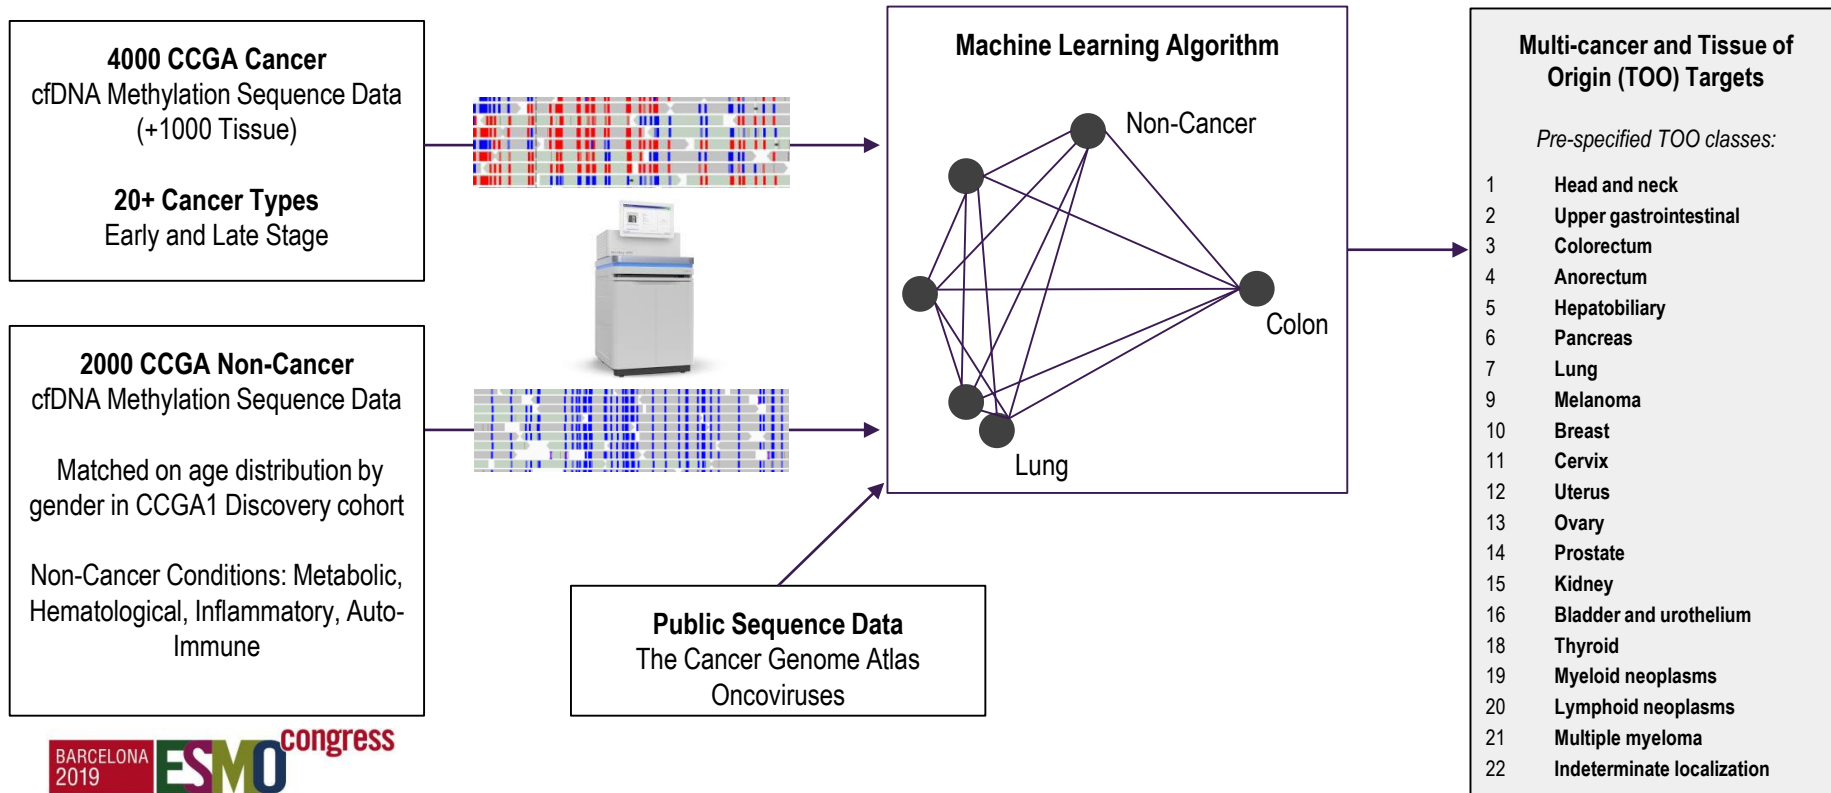 4000 CCGA Cancer
cfDNA Methylation Sequence Data
(+1000 Tissue)
20+ Cancer Types
Early and Late Stage
2000 CCGA Non-Cancer
cfDNA Methylation Sequence Data
Matched on age distribution by
gender in CCGA1 Discovery cohort
Non-Cancer Conditions: Metabolic,
Hematological, Inflammatory, Auto-
Immune
Public Sequence Data
The Cancer Genome Atlas
Oncoviruses
Machine Learning Algorithm
Non-Cancer
Colon
Lung
Multi-cancer and Tissue of
Origin (TOO) Targets
Pre-specified TOO classes:
1 Head and neck
2 Upper gastrointestinal
3 Colorectum
4 Anorectum
5 Hepatobiliary
6 Pancreas
7 Lung
9 Melanoma
10 Breast
11 Cervix
12 Uterus
13 Ovary
14 Prostate
15 Kidney
16 Bladder and urothelium
18 Thyroid
19 Myeloid neoplasms
20 Lymphoid neoplasms
21 Multiple myeloma
22 Indeterminate localization
BARCELONA
2019
ESMO congress